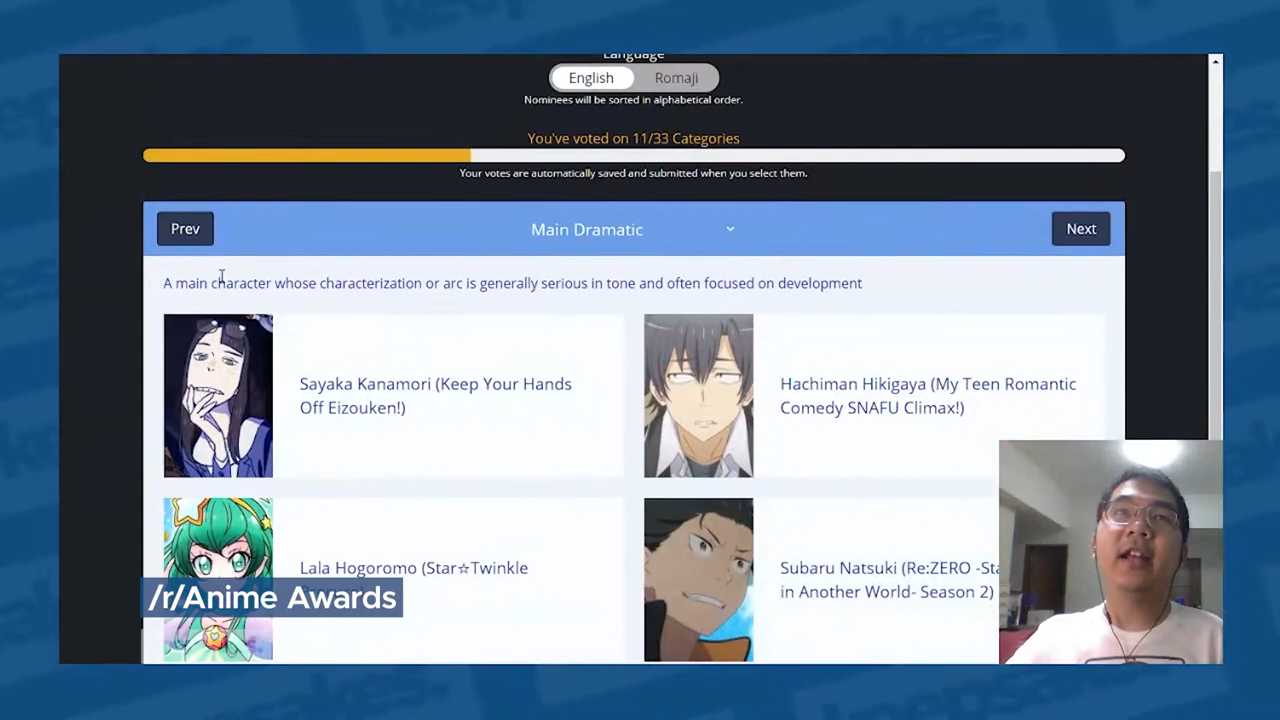 Language
English Romaji
Nominees will be sorted in alphabetical order.
You've voted on 11/33 Categories
Your votes are automatically saved and submitted when you select them.
Prev Main Dramatic Next
A main character whose characterization or arc is generally serious in tone and often focused on development
Sayaka Kanamori (Keep Your Hands
Off Eizouken!)
Hachiman Hikigaya (My Teen Romantic
Comedy SNAFU Climax!)
Lala Hogoromo (Star☆Twinkle
Subaru Natsuki (Re:ZERO -Sta
in Another World- Season 2)
/r/Anime Awards